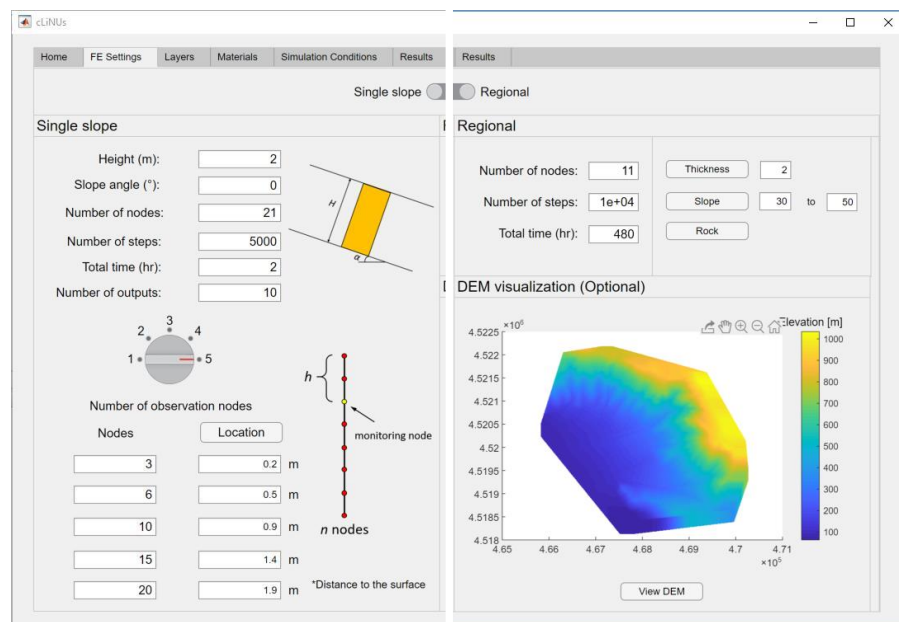 cLiNUs
Home FE Settings Layers Materials Simulation Conditions Results Results
Single slope Regional
Single slope
Height (m): 2
Slope angle (°): 0
Number of nodes: 21
Number of steps: 5000
Total time (hr): 2
Number of outputs: 10
H
α
1 2 3 4 5
Number of observation nodes
Nodes Location
3 0.2 m
6 0.5 m
10 0.9 m
15 1.4 m
20 1.9 m
h
monitoring node
n nodes
*Distance to the surface
Regional
Number of nodes: 11
Number of steps: 1e+04
Total time (hr): 480
Thickness 2
Slope 30 to 50
Rock
DEM visualization (Optional)
×10⁶
4.5225
4.522
4.5215
4.521
4.5205
4.52
4.5195
4.519
4.5185
4.518
4.65 4.66 4.67 4.68 4.69 4.7 4.71
×10⁵
Elevation [m]
1000
900
800
700
600
500
400
300
200
100
View DEM